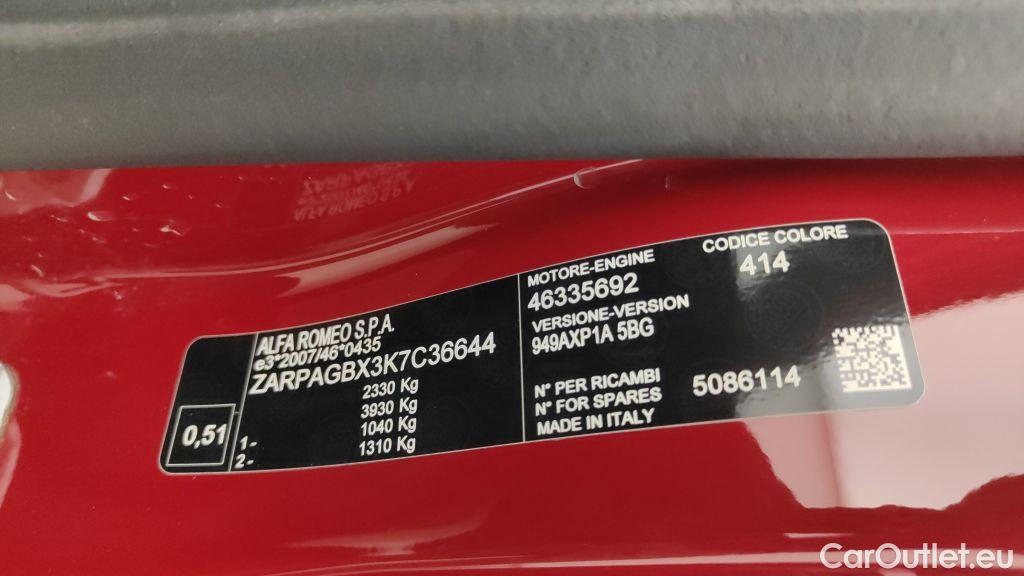 ALFA ROMEO S.P.A.
e3*2007/46*0435
ZARPAGBX3K7C36644
2330 Kg
3930 Kg
1- 1040 Kg
2- 1310 Kg
0,51
MOTORE-ENGINE
46335692
VERSIONE-VERSION
949AXP1A 5BG
CODICE COLORE
414
N° PER RICAMBI
N° FOR SPARES
5086114
MADE IN ITALY
CarOutlet.eu